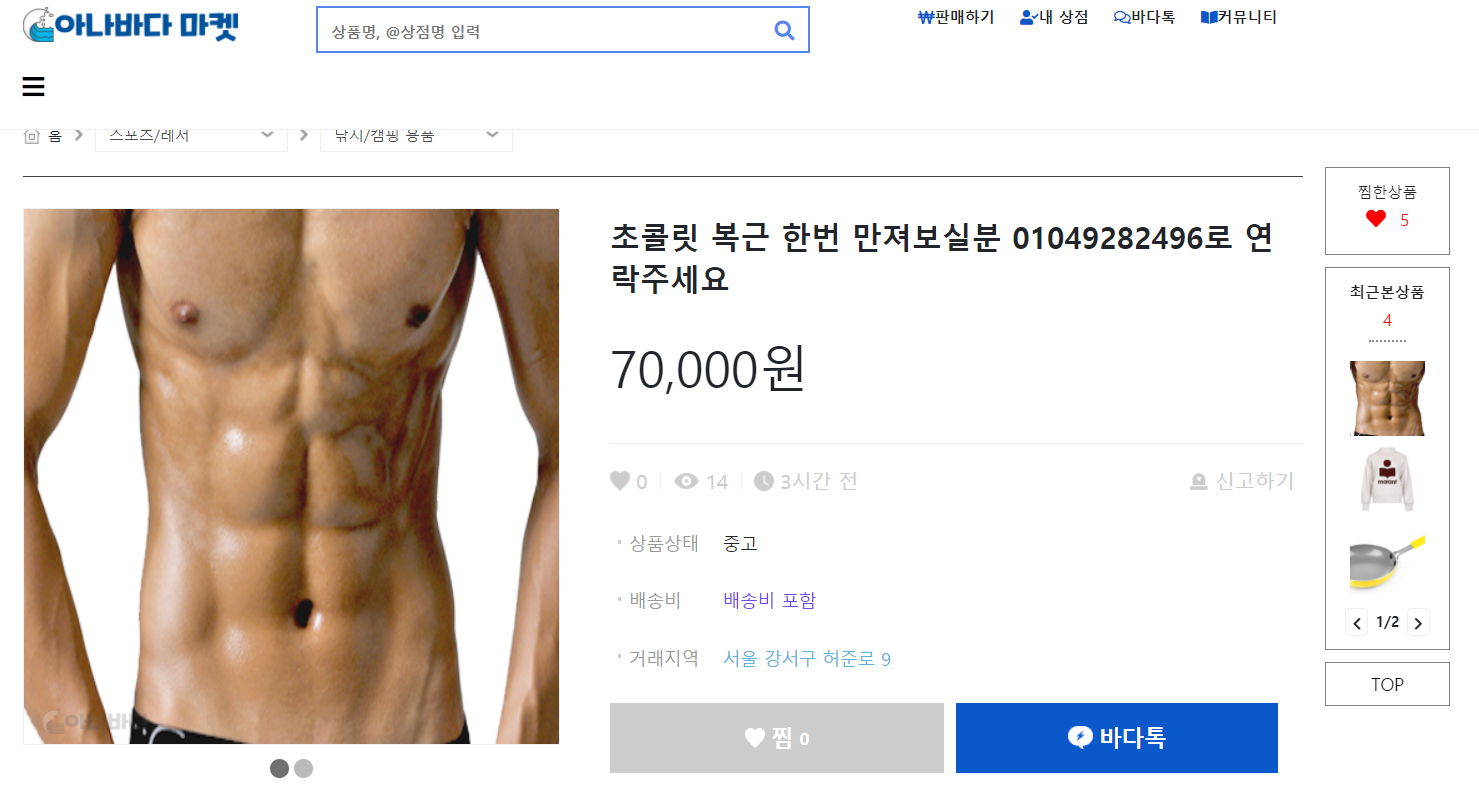 아나바다 마켓
상품명, @상점명 입력
₩판매하기
내 상점
바다톡
커뮤니티
홈
스포츠/레저
낚시/캠핑 용품
초콜릿 복근 한번 만져보실분 01049282496로 연
락주세요
70,000원
0
14
3시간 전
신고하기
상품상태 중고
배송비 배송비 포함
거래지역 서울 강서구 허준로 9
찜 0
바다톡
찜한상품
5
최근본상품
4
marant
1/2
TOP
아나바